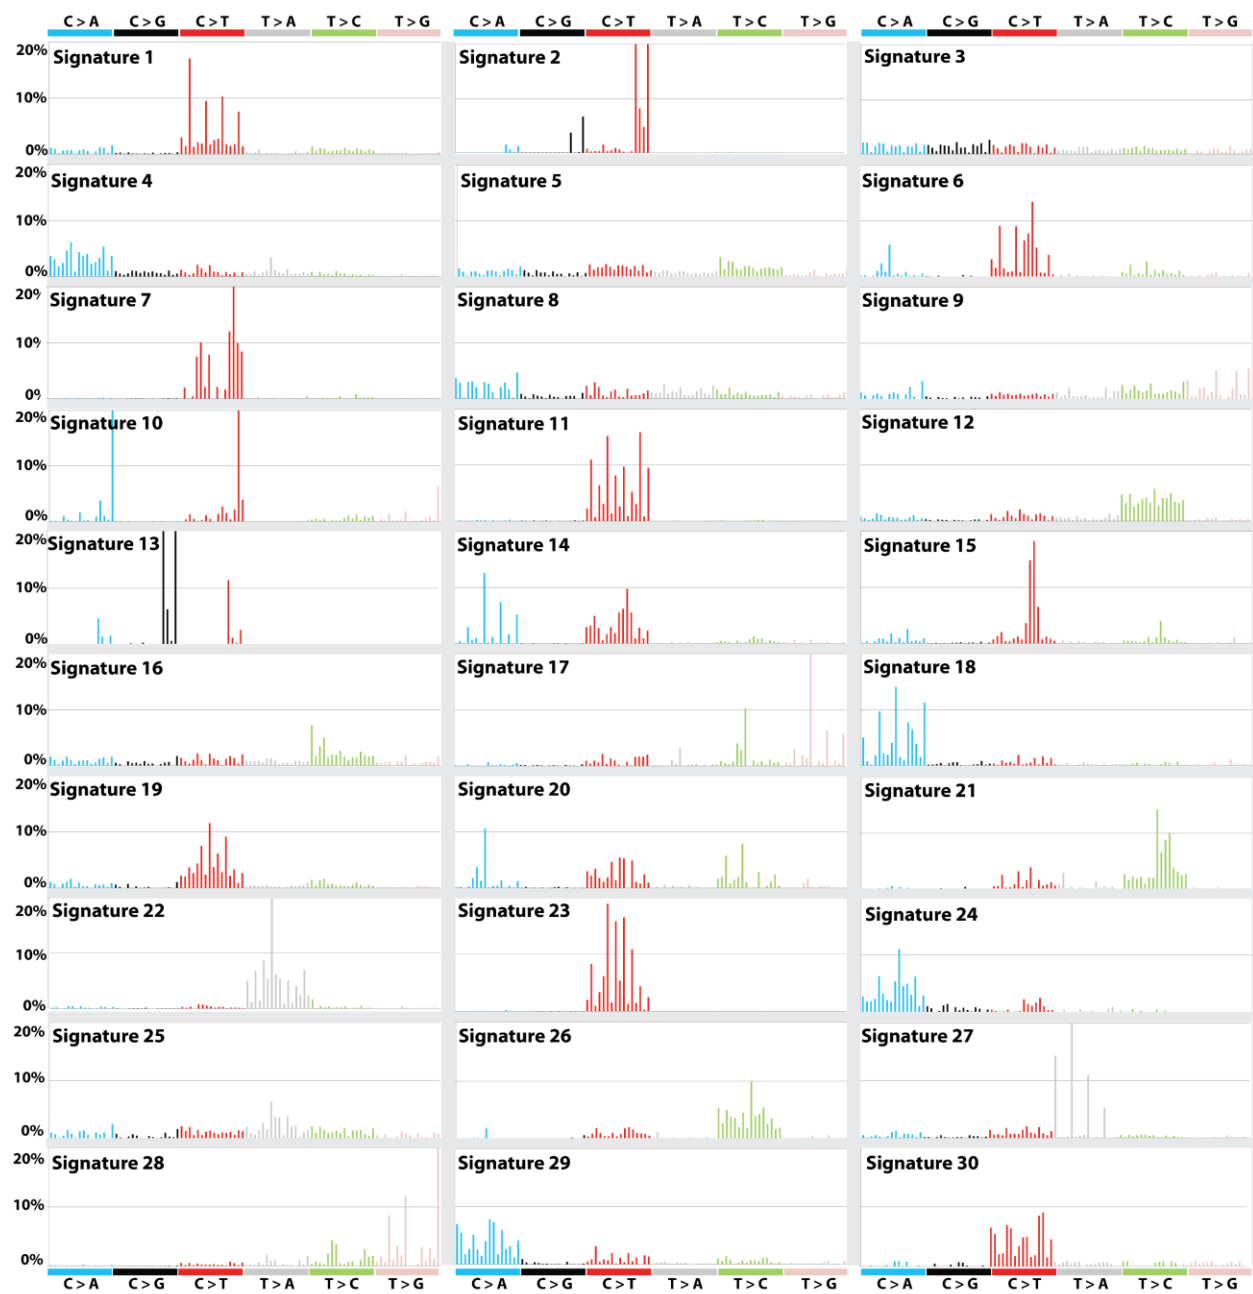 C > A C > G C > T T > A T > C T > G C > A C > G C > T T > A T > C T > G C > A C > G C > T T > A T > C T > G
20% Signature 1 Signature 2 Signature 3
10%
0%
20% Signature 4 Signature 5 Signature 6
10%
0%
20% Signature 7 Signature 8 Signature 9
10%
0%
20% Signature 10 Signature 11 Signature 12
10%
0%
20% Signature 13 Signature 14 Signature 15
10%
0%
20% Signature 16 Signature 17 Signature 18
10%
0%
20% Signature 19 Signature 20 Signature 21
10%
0%
20% Signature 22 Signature 23 Signature 24
10%
0%
20% Signature 25 Signature 26 Signature 27
10%
0%
20% Signature 28 Signature 29 Signature 30
10%
0%
C > A C > G C > T T > A T > C T > G C > A C > G C > T T > A T > C T > G C > A C > G C > T T > A T > C T > G